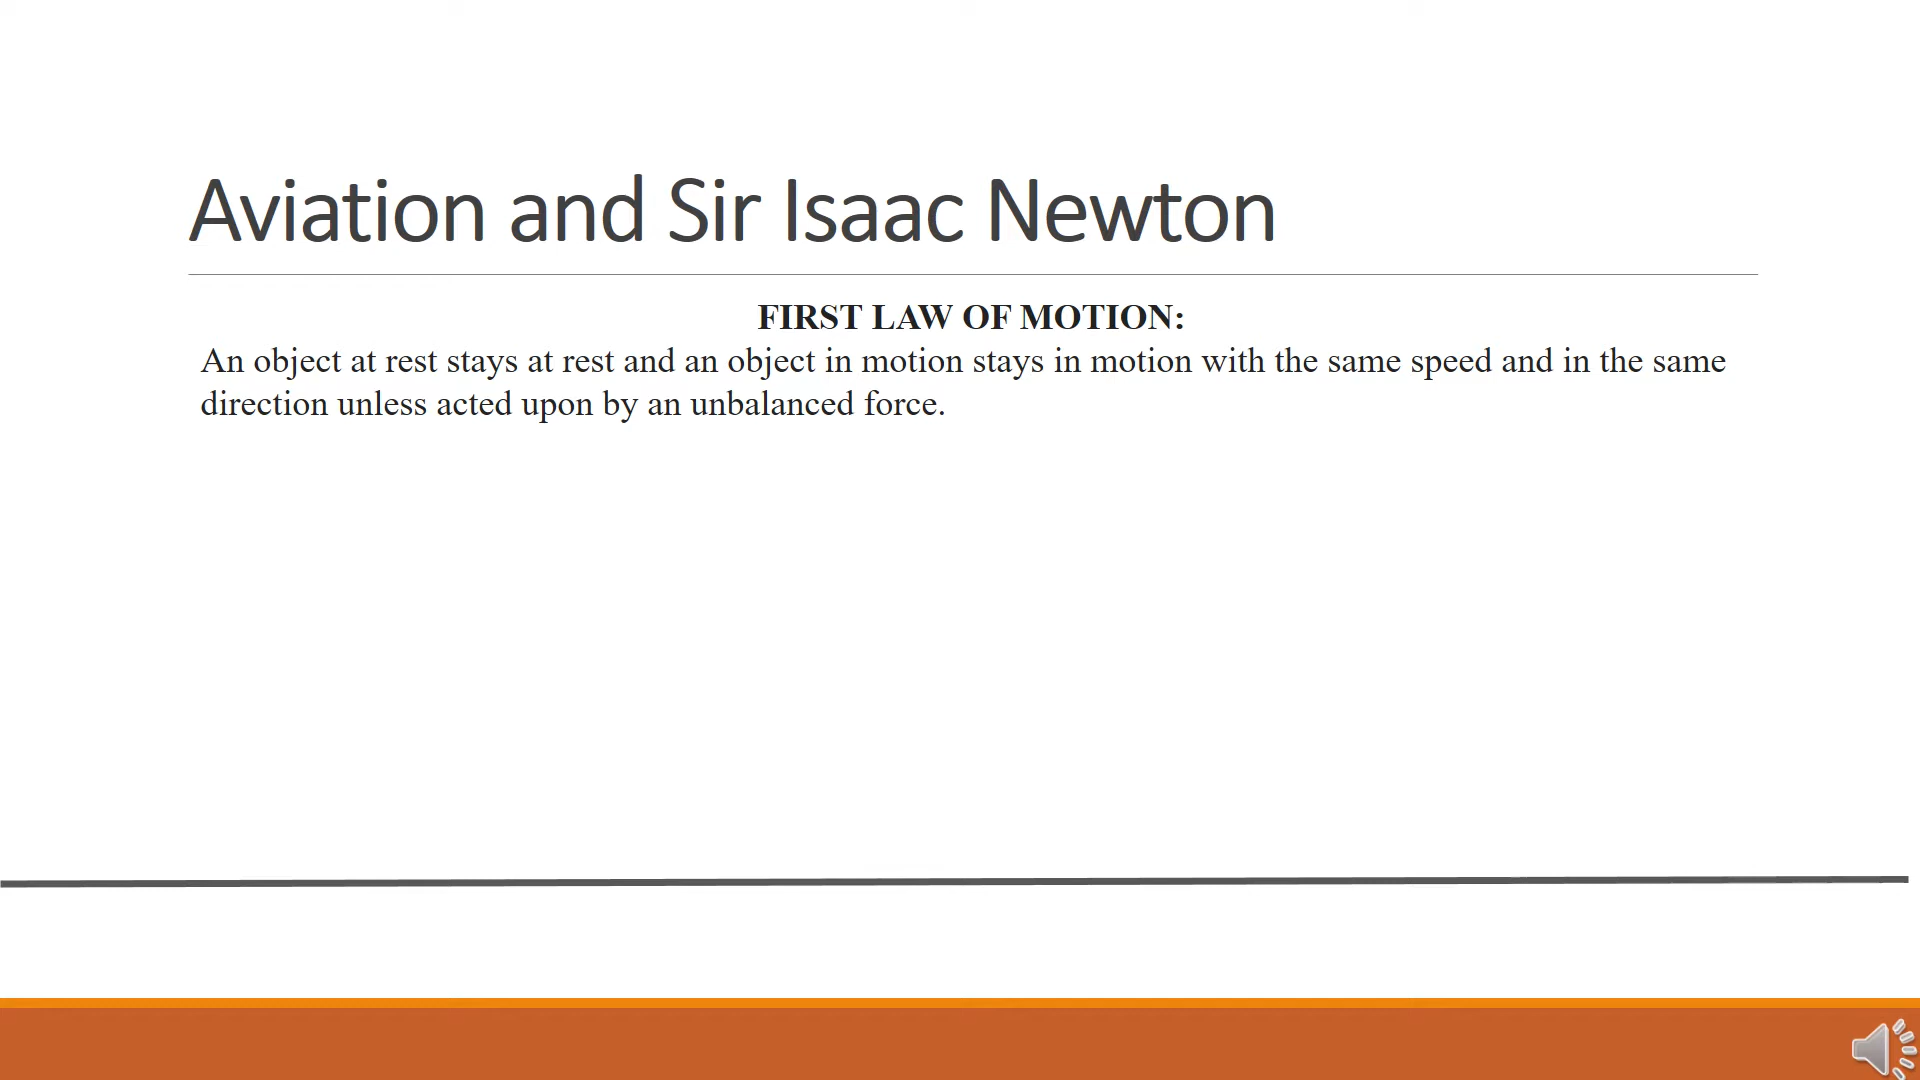 Aviation and Sir Isaac Newton
FIRST LAW OF MOTION:
An object at rest stays at rest and an object in motion stays in motion with the same speed and in the same
direction unless acted upon by an unbalanced force.